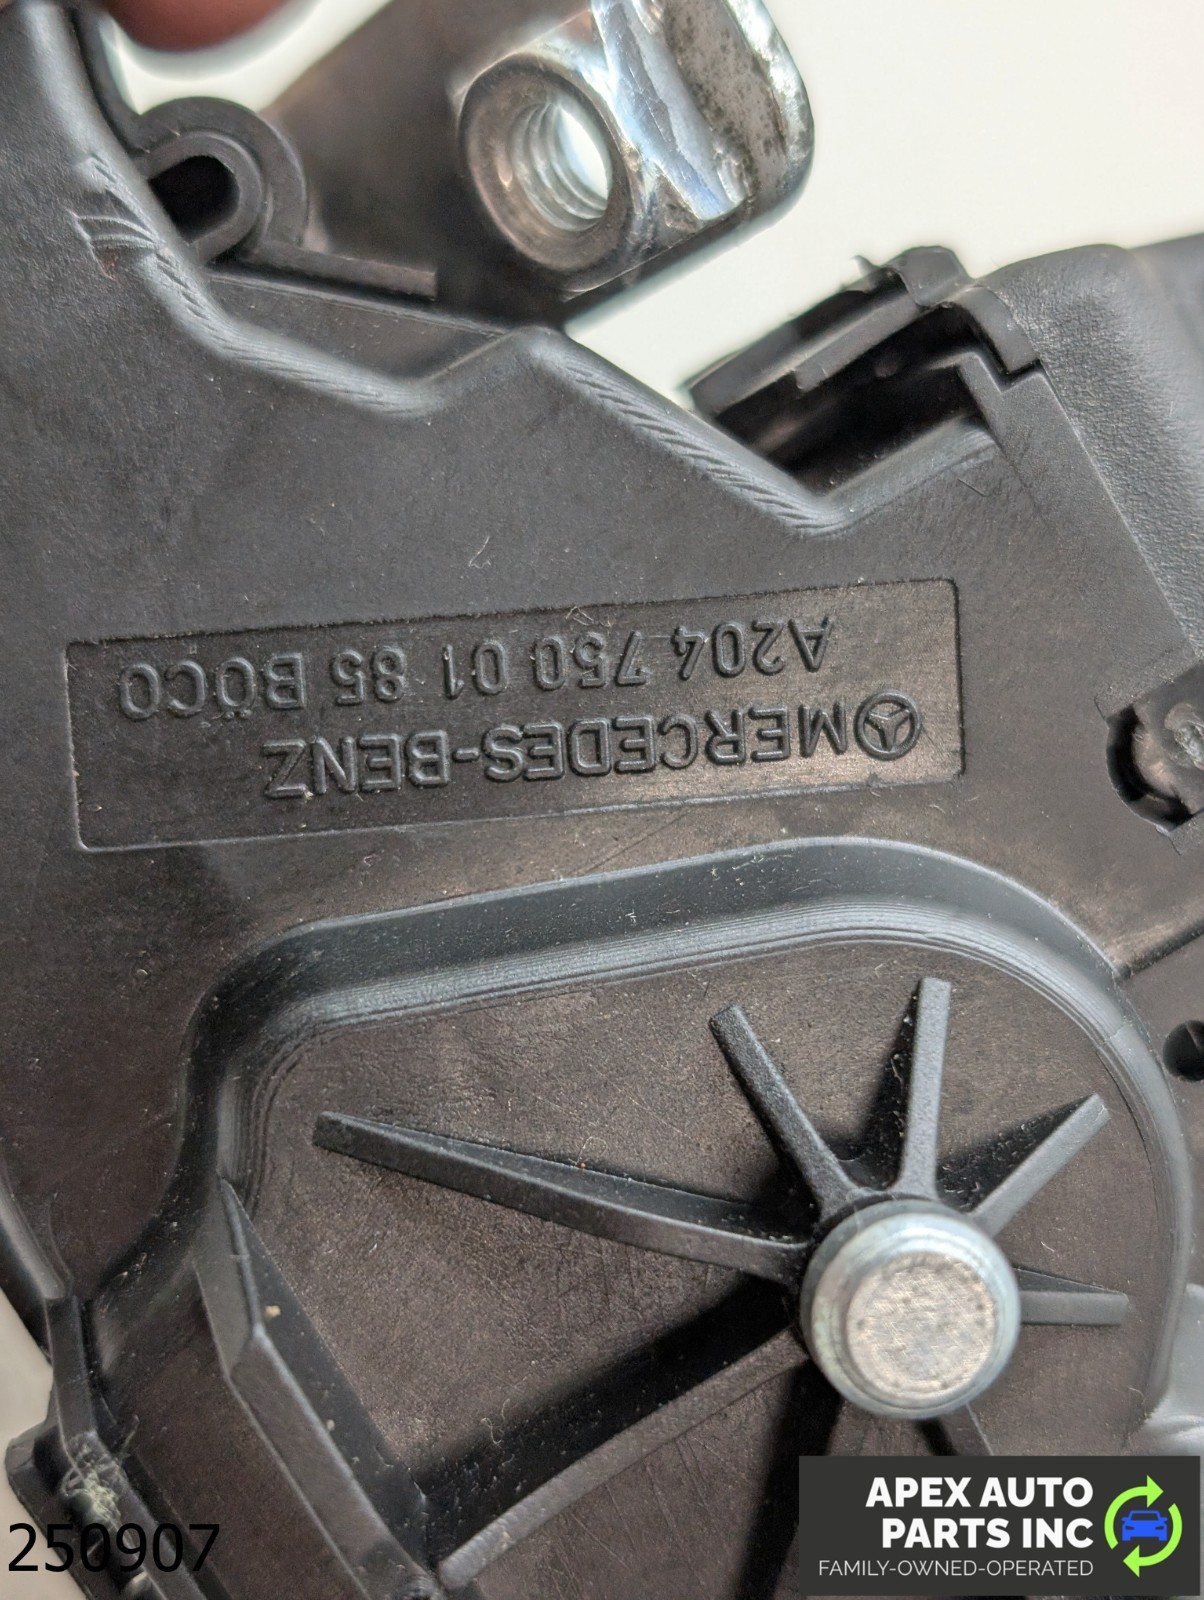 MERCEDES-BENZ
A204 750 01 85 BÖCO
250907
APEX AUTO
PARTS INC
FAMILY-OWNED-OPERATED